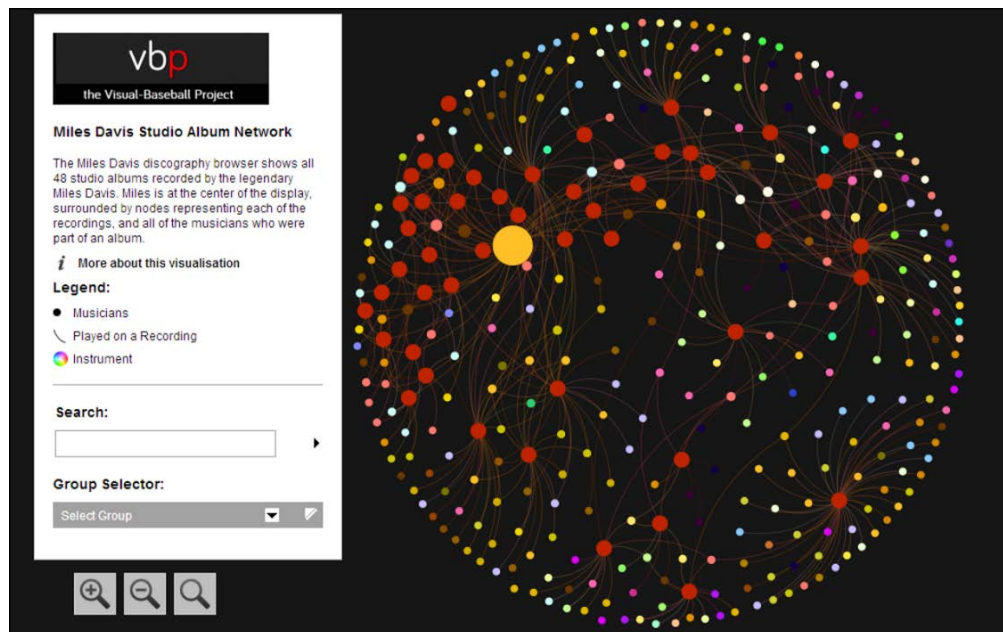 vbp
the Visual-Baseball Project
Miles Davis Studio Album Network
The Miles Davis discography browser shows all
48 studio albums recorded by the legendary
Miles Davis. Miles is at the center of the display,
surrounded by nodes representing each of the
recordings, and all of the musicians who were
part of an album.
i More about this visualisation
Legend:
Musicians
Played on a Recording
Instrument
Search:
Group Selector:
Select Group